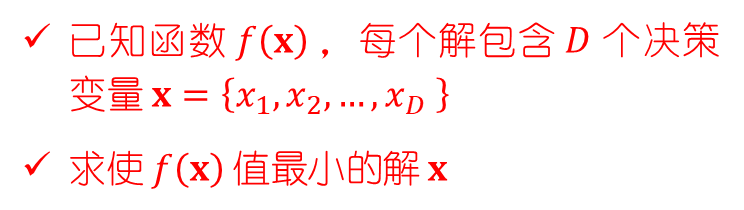 ✓ 已知函数 f(x)，每个解包含 D 个决策
变量 x = {x₁, x₂, …, x_D }
✓ 求使 f(x) 值最小的解 x